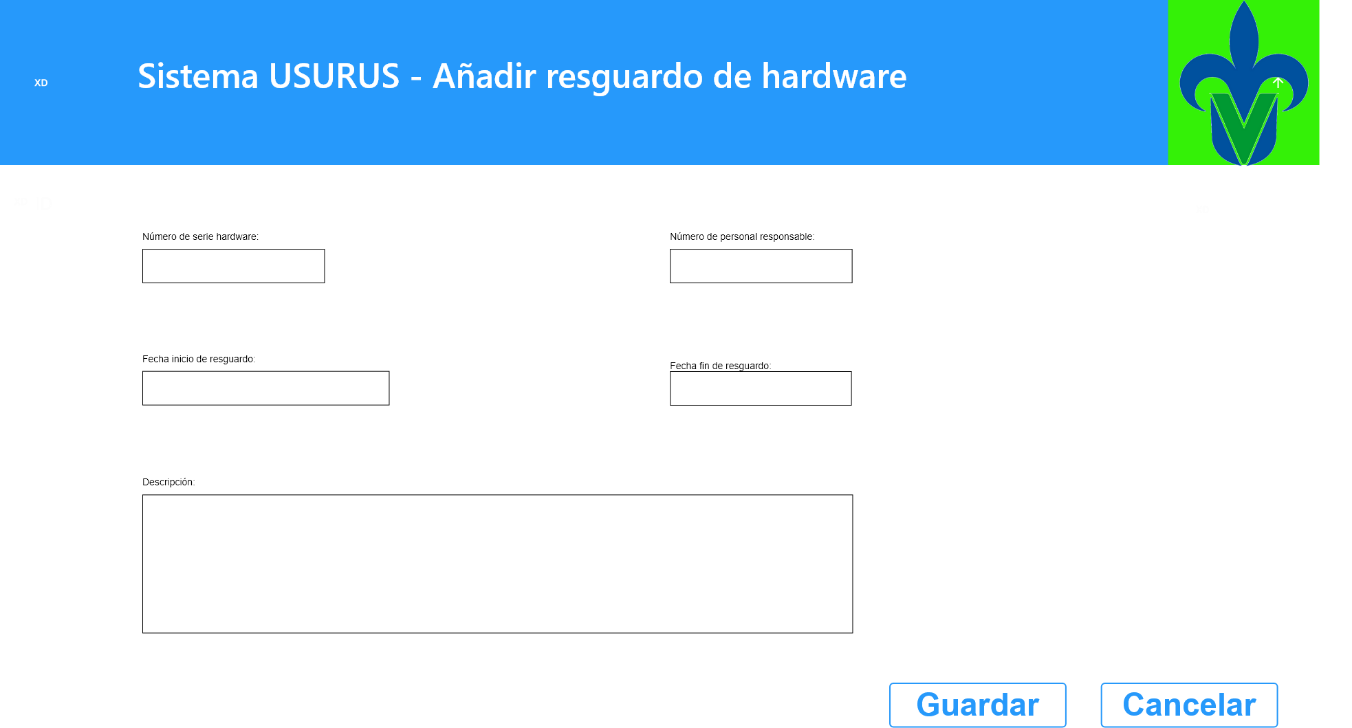 XD
Sistema USURUS - Añadir resguardo de hardware
Número de serie hardware:
Número de personal responsable:
Fecha inicio de resguardo:
Fecha fin de resguardo:
Descripción:
Guardar
Cancelar